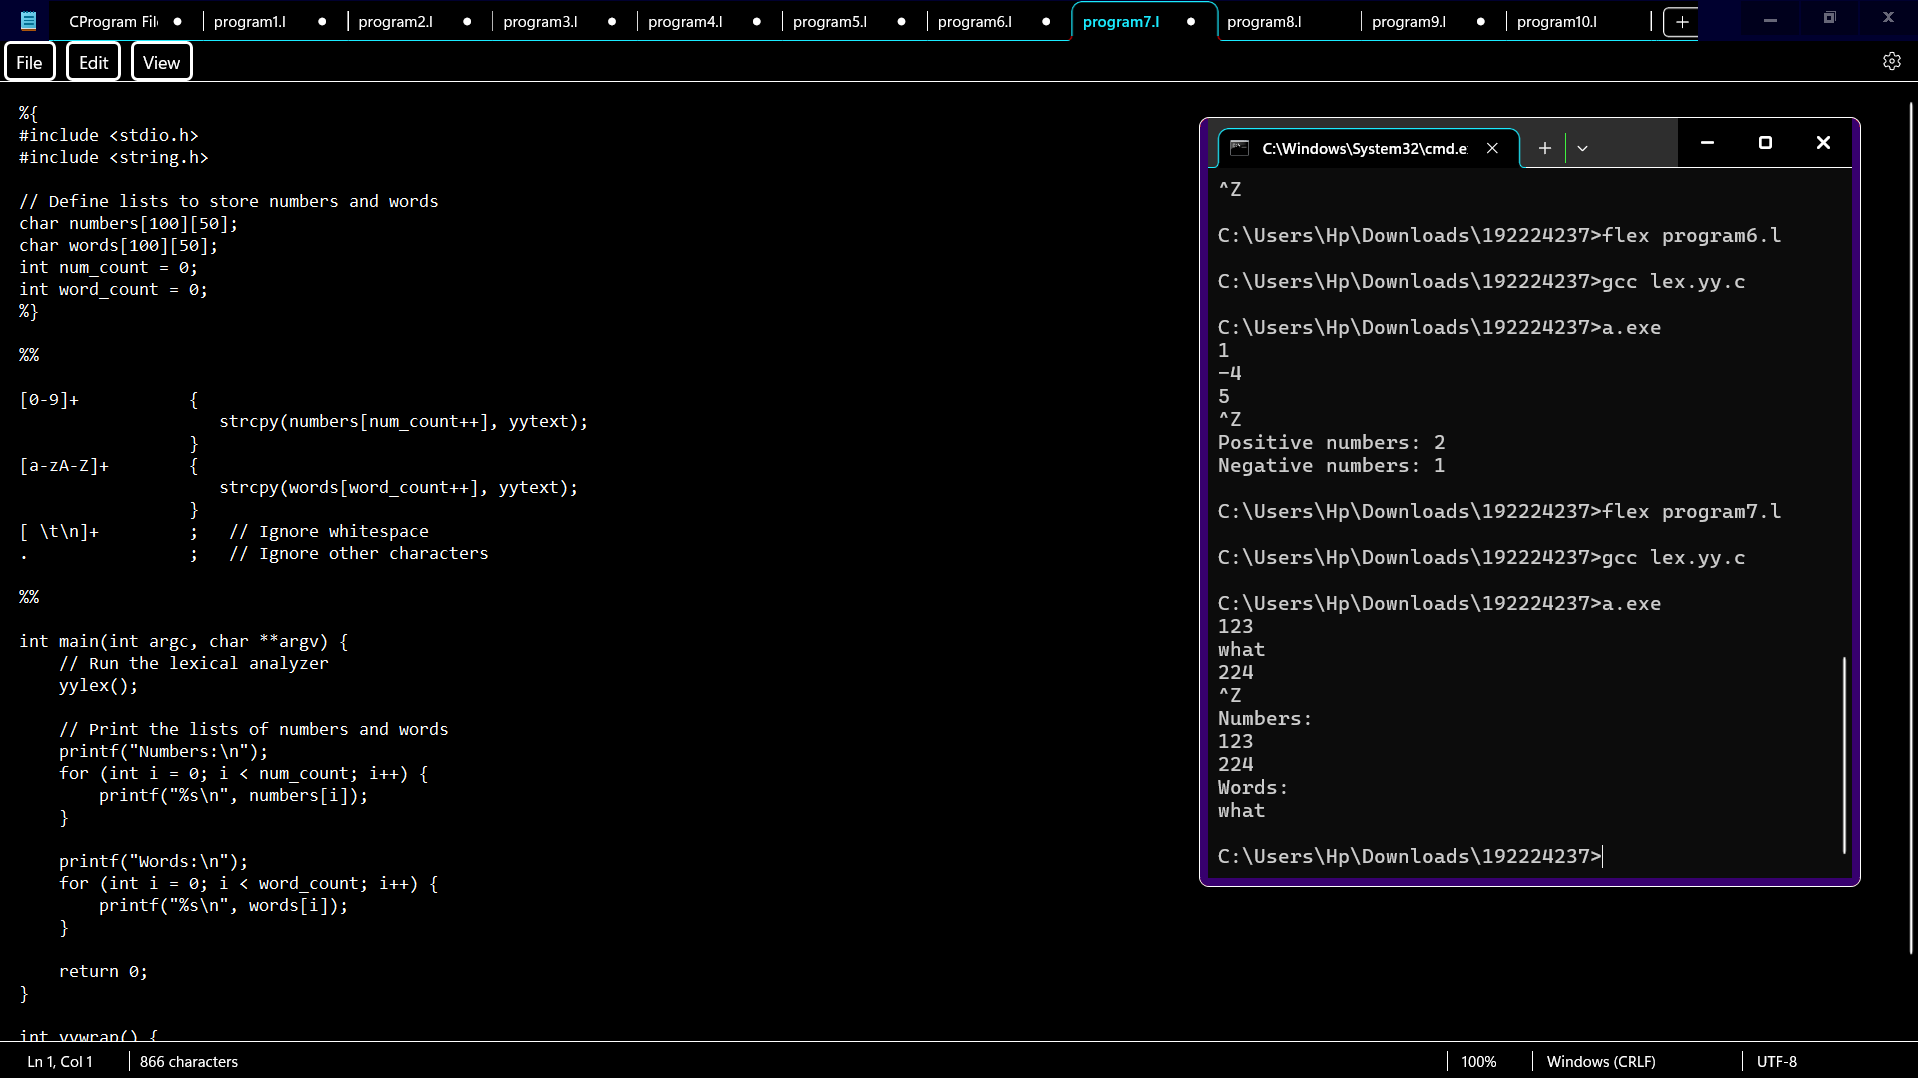 CProgram Fil program1.l program2.l program3.l program4.l program5.l program6.l program7.l program8.l program9.l program10.l
File Edit View
%{
#include <stdio.h>
#include <string.h>
// Define lists to store numbers and words
char numbers[100][50];
char words[100][50];
int num_count = 0;
int word_count = 0;
%}
%%
[0-9]+ {
strcpy(numbers[num_count++], yytext);
}
[a-zA-Z]+ {
strcpy(words[word_count++], yytext);
}
[ \t\n]+ ; // Ignore whitespace
. ; // Ignore other characters
%%
int main(int argc, char **argv) {
// Run the lexical analyzer
yylex();
// Print the lists of numbers and words
printf("Numbers:\n");
for (int i = 0; i < num_count; i++) {
printf("%s\n", numbers[i]);
}
printf("Words:\n");
for (int i = 0; i < word_count; i++) {
printf("%s\n", words[i]);
}
return 0;
}
int yywrap() {
C:\Windows\System32\cmd.e
^Z
C:\Users\Hp\Downloads\192224237>flex program6.l
C:\Users\Hp\Downloads\192224237>gcc lex.yy.c
C:\Users\Hp\Downloads\192224237>a.exe
1
-4
5
^Z
Positive numbers: 2
Negative numbers: 1
C:\Users\Hp\Downloads\192224237>flex program7.l
C:\Users\Hp\Downloads\192224237>gcc lex.yy.c
C:\Users\Hp\Downloads\192224237>a.exe
123
what
224
^Z
Numbers:
123
224
Words:
what
C:\Users\Hp\Downloads\192224237>
Ln 1, Col 1 866 characters 100% Windows (CRLF) UTF-8